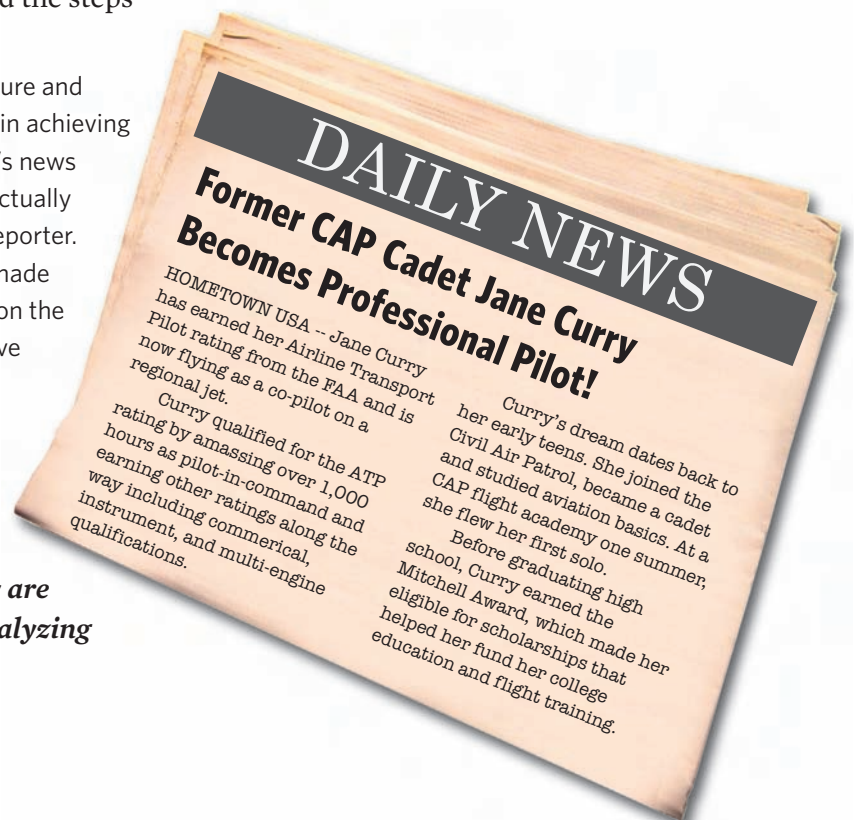 d the steps
ure and
in achieving
's news
ctually
eporter.
made
on the
ve
are
alyzing
DAILY NEWS
Former CAP Cadet Jane Curry
Becomes Professional Pilot!
HOMETOWN USA -- Jane Curry
has earned her Airline Transport
Pilot rating from the FAA and is
now flying as a co-pilot on a
regional jet.
Curry qualified for the ATP
rating by amassing over 1,000
hours as pilot-in-command and
earning other ratings along the
way including commerical,
instrument, and multi-engine
qualifications.
Curry's dream dates back to
her early teens. She joined the
Civil Air Patrol, became a cadet
and studied aviation basics. At a
CAP flight academy one summer,
she flew her first solo.
Before graduating high
school, Curry earned the
Mitchell Award, which made her
eligible for scholarships that
helped her fund her college
education and flight training.